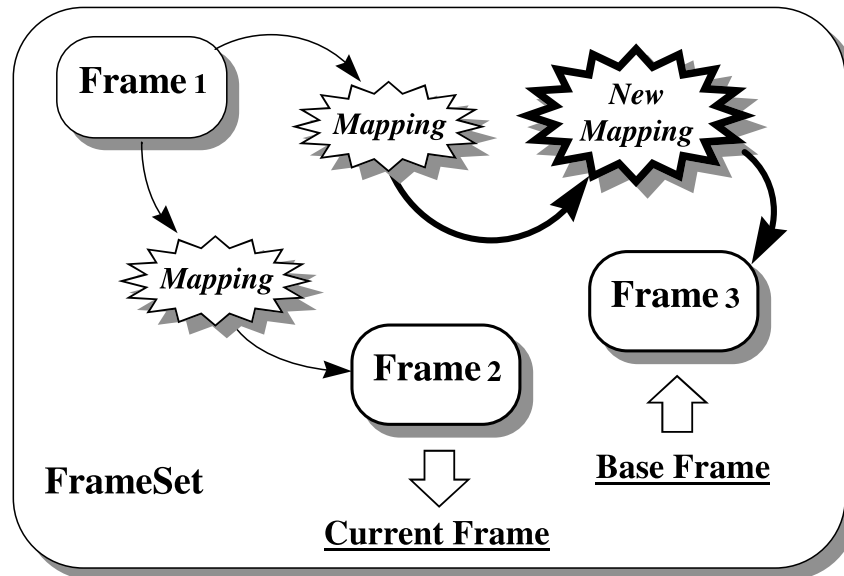 Frame 1
Mapping
New
Mapping
Mapping
Frame 3
Frame 2
Base Frame
FrameSet
Current Frame